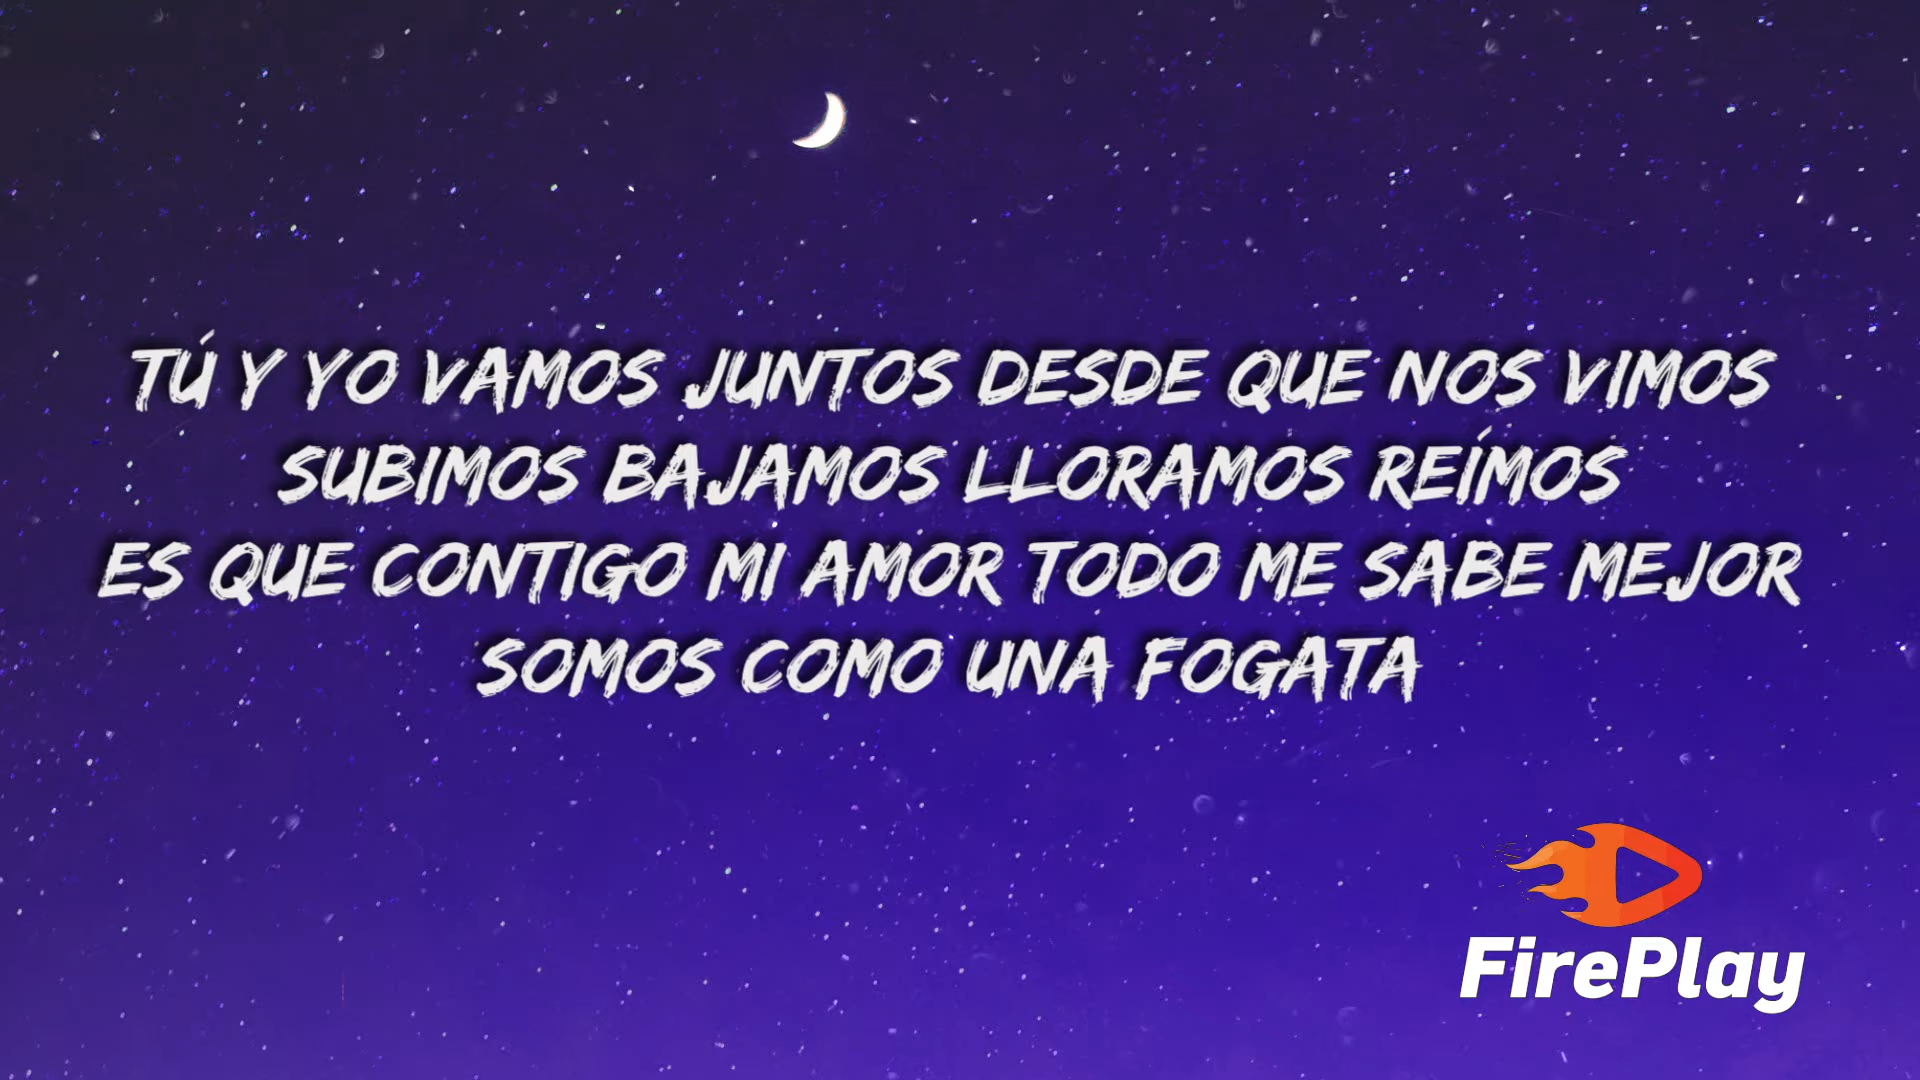 TÚ Y YO VAMOS JUNTOS DESDE QUE NOS VIMOS
SUBIMOS BAJAMOS LLORAMOS REÍMOS
ES QUE CONTIGO MI AMOR TODO ME SABE MEJOR
SOMOS COMO UNA FOGATA
FirePlay